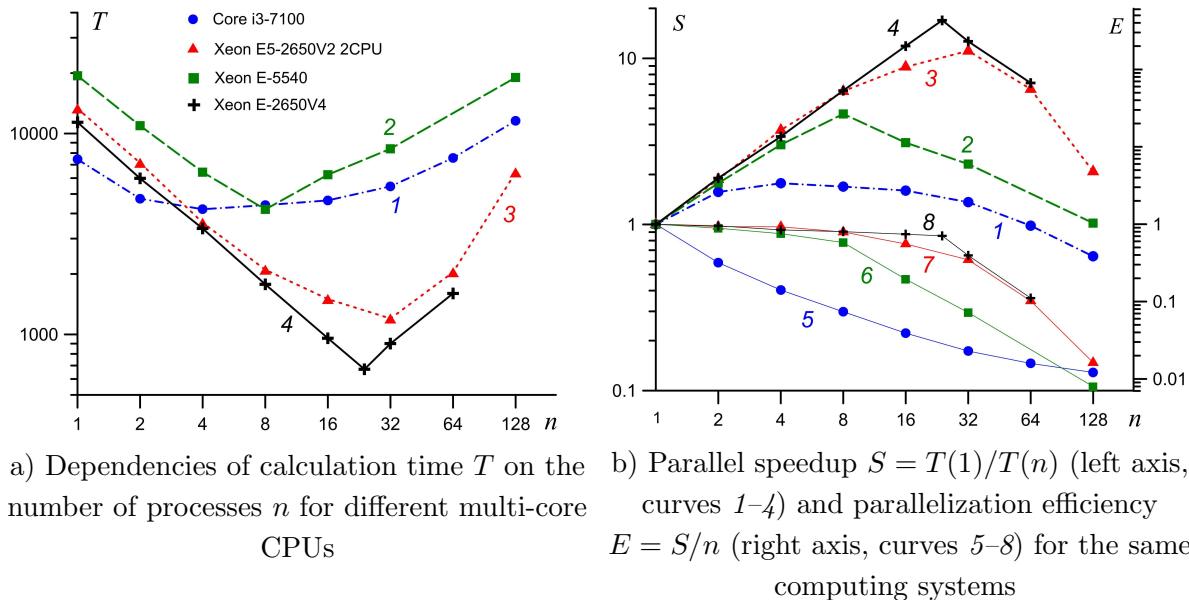 T
Core i3-7100
Xeon E5-2650V2 2CPU
Xeon E-5540
Xeon E-2650V4
10000
1000
2
1
3
4
1 2 4 8 16 32 64 128 n
S
E
10
1
0.1
1
0.1
0.01
4
3
2
1
8
7
6
5
1 2 4 8 16 32 64 128 n
a) Dependencies of calculation time T on the
number of processes n for different multi-core
CPUs
b) Parallel speedup S = T(1)/T(n) (left axis,
curves 1–4) and parallelization efficiency
E = S/n (right axis, curves 5–8) for the same
computing systems